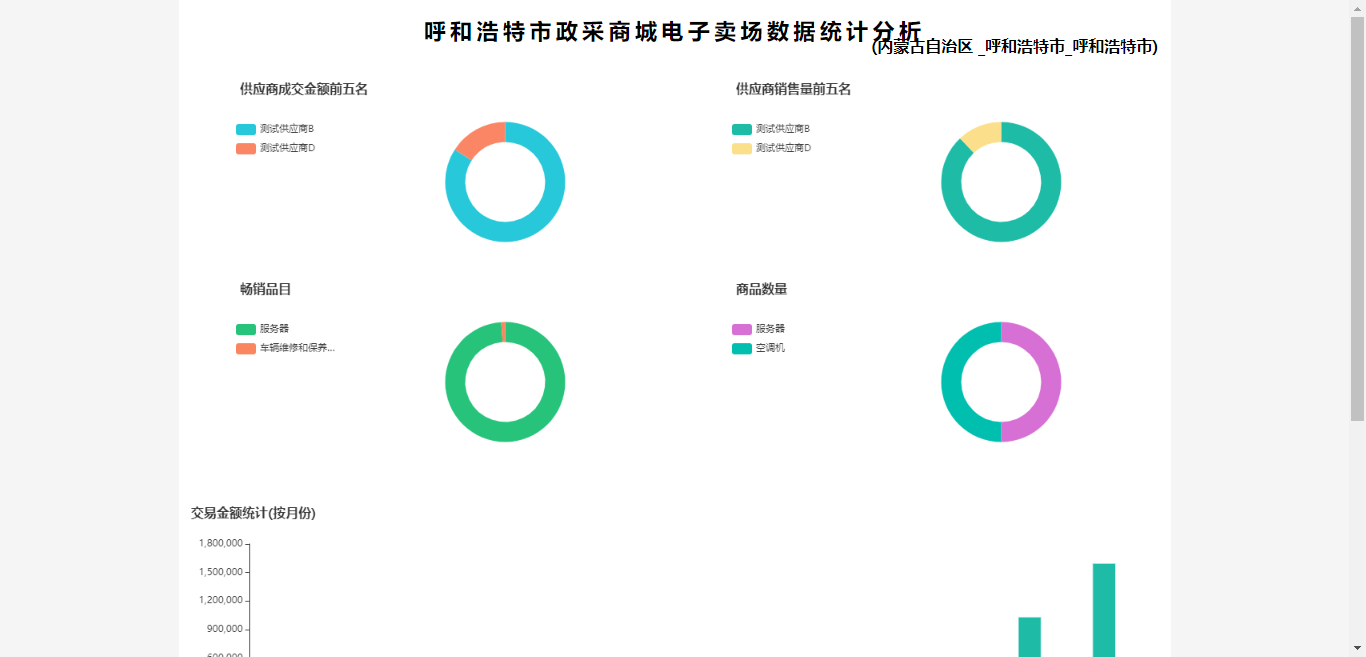 呼和浩特市政采商城电子卖场数据统计分析
(内蒙古自治区 _呼和浩特市_呼和浩特市)
供应商成交金额前五名
测试供应商B
测试供应商D
供应商销售量前五名
测试供应商B
测试供应商D
畅销品目
服务器
车辆维修和保养...
商品数量
服务器
空调机
交易金额统计(按月份)
1,800,000
1,500,000
1,200,000
900,000
600,000